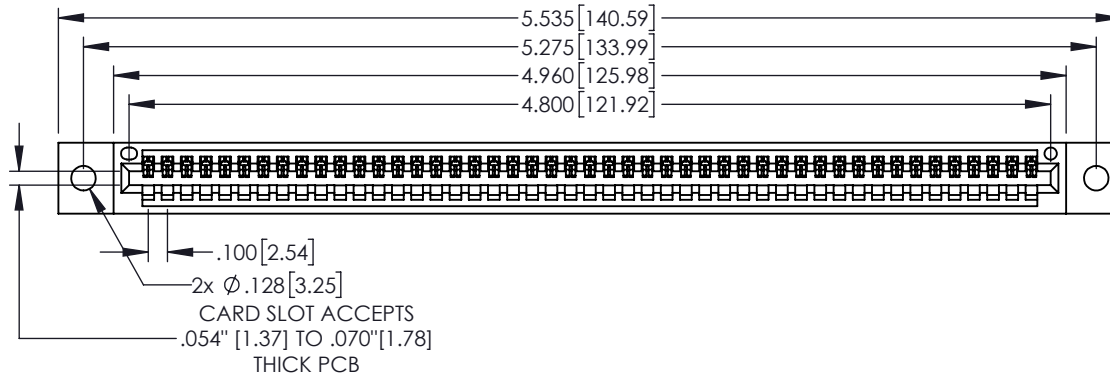 5.535[140.59]
5.275[133.99]
4.960[125.98]
4.800[121.92]
.100[2.54]
2x Ø.128[3.25]
CARD SLOT ACCEPTS
.054" [1.37] TO .070"[1.78]
THICK PCB